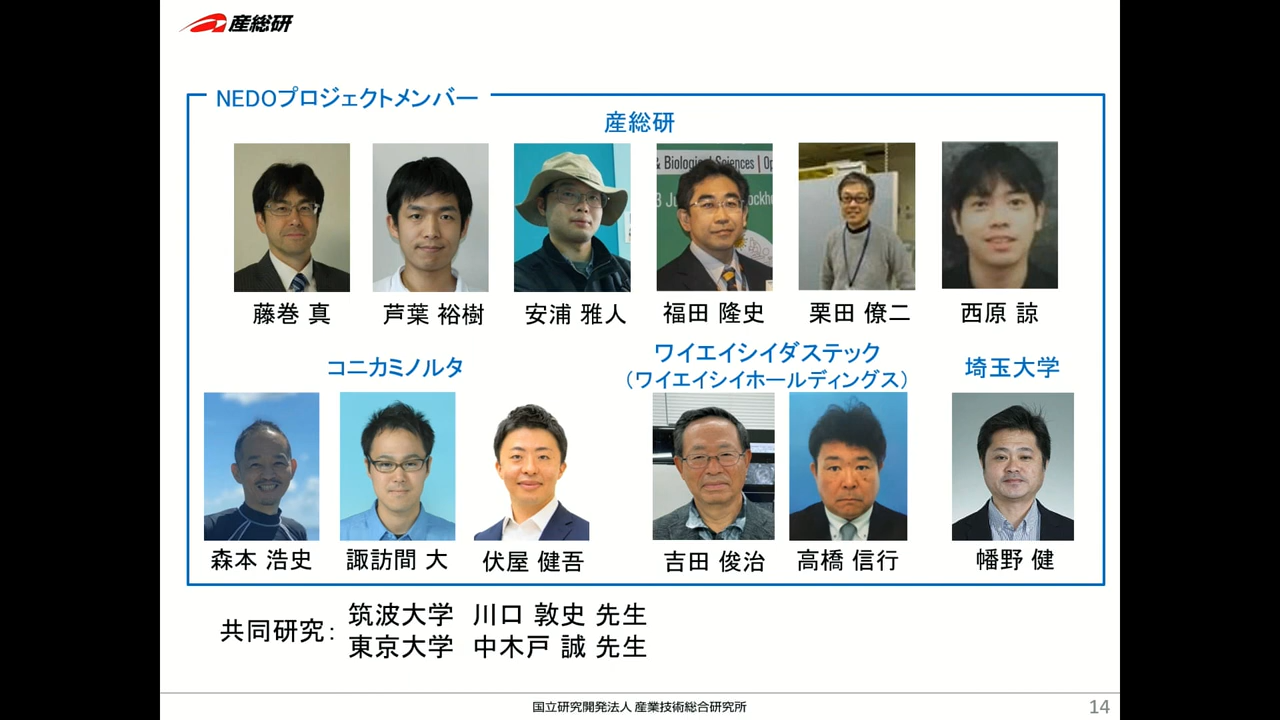 産総研
NEDOプロジェクトメンバー
産総研
& Biological Sciences | Op
藤巻 真
芦葉 裕樹
安浦 雅人
福田 隆史
栗田 僚二
西原 諒
コニカミノルタ
ワイエイシイダステック
（ワイエイシイホールディングス）
埼玉大学
森本 浩史
諏訪間 大
伏屋 健吾
吉田 俊治
高橋 信行
幡野 健
共同研究：
筑波大学 川口 敦史 先生
東京大学 中木戸 誠 先生
国立研究開発法人 産業技術総合研究所
14